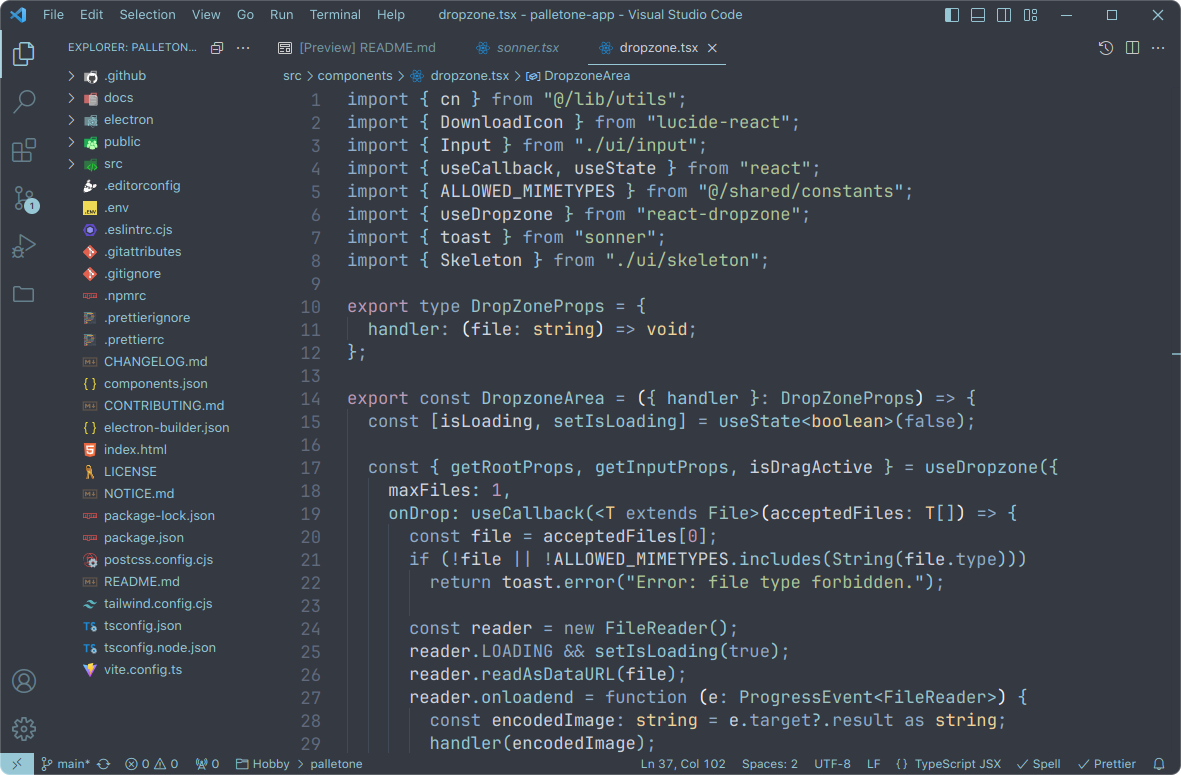 File Edit Selection View Go Run Terminal Help dropzone.tsx - palletone-app - Visual Studio Code
EXPLORER: PALLETON...
.github
docs
electron
public
src
.editorconfig
.env
.eslintrc.cjs
.gitattributes
.gitignore
.npmrc
.prettierignore
.prettierrc
CHANGELOG.md
components.json
CONTRIBUTING.md
electron-builder.json
index.html
LICENSE
NOTICE.md
package-lock.json
package.json
postcss.config.cjs
README.md
tailwind.config.cjs
tsconfig.json
tsconfig.node.json
vite.config.ts
1
[Preview] README.md sonner.tsx dropzone.tsx
src > components > dropzone.tsx > DropzoneArea
1 import { cn } from "@/lib/utils";
2 import { DownloadIcon } from "lucide-react";
3 import { Input } from "./ui/input";
4 import { useCallback, useState } from "react";
5 import { ALLOWED_MIMETYPES } from "@/shared/constants";
6 import { useDropzone } from "react-dropzone";
7 import { toast } from "sonner";
8 import { Skeleton } from "./ui/skeleton";
9
10 export type DropZoneProps = {
11   handler: (file: string) => void;
12 };
13
14 export const DropzoneArea = ({ handler }: DropZoneProps) => {
15   const [isLoading, setIsLoading] = useState<boolean>(false);
16
17   const { getRootProps, getInputProps, isDragActive } = useDropzone({
18     maxFiles: 1,
19     onDrop: useCallback(<T extends File>(acceptedFiles: T[]) => {
20       const file = acceptedFiles[0];
21       if (!file || !ALLOWED_MIMETYPES.includes(String(file.type)))
22         return toast.error("Error: file type forbidden.");
23
24       const reader = new FileReader();
25       reader.LOADING && setIsLoading(true);
26       reader.readAsDataURL(file);
27       reader.onloadend = function (e: ProgressEvent<FileReader>) {
28         const encodedImage: string = e.target?.result as string;
29         handler(encodedImage);
main* 0 0 0 Hobby > palletone Ln 37, Col 102 Spaces: 2 UTF-8 LF { } TypeScript JSX Spell Prettier